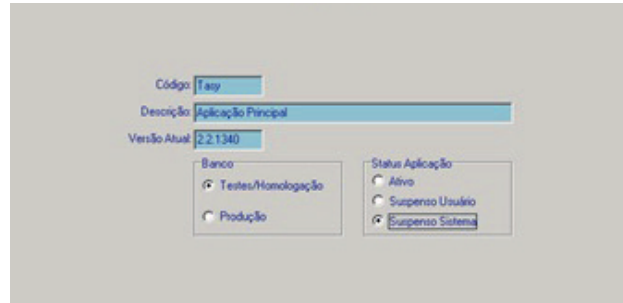 Código: Tasy
Descrição: Aplicação Principal
Versão Atual: 2.2.1340
Banco
Testes/Homologação
Produção
Status Aplicação
Ativo
Suspenso Usuário
Suspenso Sistema